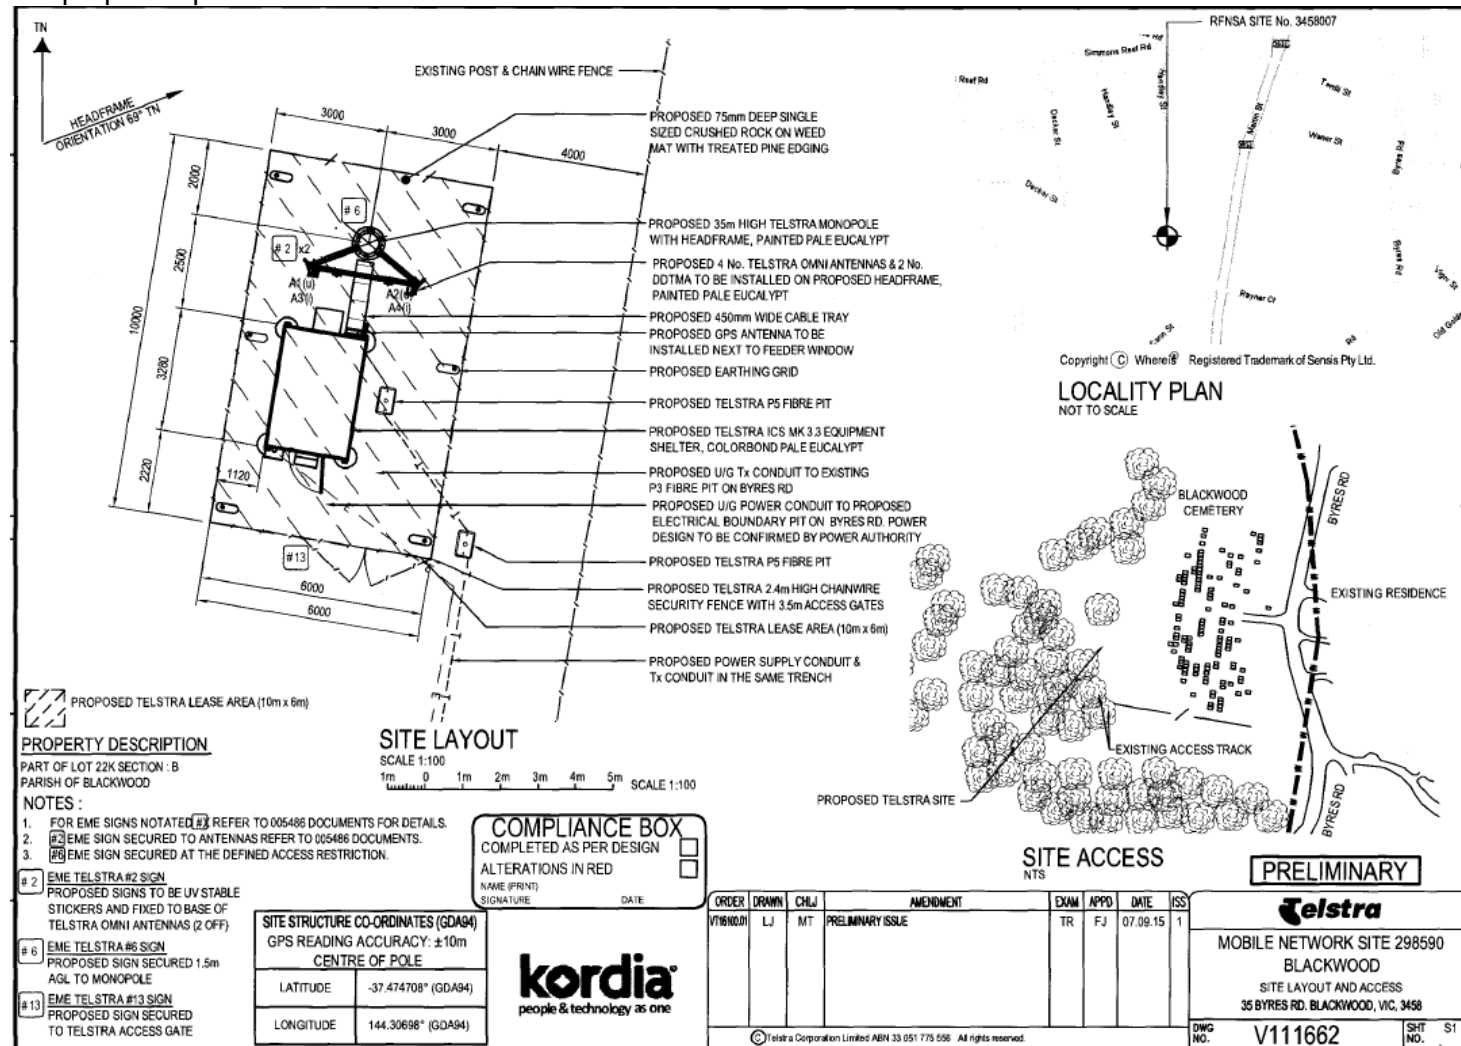 TN
HEADFRAME
ORIENTATION 69° TN
RFNSA SITE No. 3458007
EXISTING POST & CHAIN WIRE FENCE
3000
3000
4000
2000
2500
10000
3280
2220
1120
6000
6000
# 6
# 2 x2
A1(u)
A3(i)
A4(i)
#13
PROPOSED 75mm DEEP SINGLE
SIZED CRUSHED ROCK ON WEED
MAT WITH TREATED PINE EDGING
PROPOSED 35m HIGH TELSTRA MONOPOLE
WITH HEADFRAME, PAINTED PALE EUCALYPT
PROPOSED 4 No. TELSTRA OMNI ANTENNAS & 2 No.
DDTMA TO BE INSTALLED ON PROPOSED HEADFRAME,
PAINTED PALE EUCALYPT
PROPOSED 450mm WIDE CABLE TRAY
PROPOSED GPS ANTENNA TO BE
INSTALLED NEXT TO FEEDER WINDOW
PROPOSED EARTHING GRID
PROPOSED TELSTRA P5 FIBRE PIT
PROPOSED TELSTRA ICS MK3.3 EQUIPMENT
SHELTER, COLORBOND PALE EUCALYPT
PROPOSED U/G Tx CONDUIT TO EXISTING
P3 FIBRE PIT ON BYRES RD
PROPOSED U/G POWER CONDUIT TO PROPOSED
ELECTRICAL BOUNDARY PIT ON BYRES RD. POWER
DESIGN TO BE CONFIRMED BY POWER AUTHORITY
PROPOSED TELSTRA P5 FIBRE PIT
PROPOSED TELSTRA 2.4m HIGH CHAINWIRE
SECURITY FENCE WITH 3.5m ACCESS GATES
PROPOSED TELSTRA LEASE AREA (10m x 6m)
PROPOSED POWER SUPPLY CONDUIT &
Tx CONDUIT IN THE SAME TRENCH
Simmons Reef Rd
Reef Rd
Hardley St
Decker St
Decker St
Martin St
Terrill St
Byres Rd
Byres Rd
Rayner Ct
Rd
Copyright © Whereis® Registered Trademark of Sensis Pty Ltd.
LOCALITY PLAN
NOT TO SCALE
BLACKWOOD
CEMETERY
BYRES RD
EXISTING RESIDENCE
EXISTING ACCESS TRACK
PROPOSED TELSTRA SITE
BYRES RD
SITE ACCESS
NTS
PRELIMINARY
PROPOSED TELSTRA LEASE AREA (10m x 6m)
SITE LAYOUT
SCALE 1:100
1m 0 1m 2m 3m 4m 5m SCALE 1:100
PROPERTY DESCRIPTION
PART OF LOT 22K SECTION : B
PARISH OF BLACKWOOD
NOTES :
1. FOR EME SIGNS NOTATED #X REFER TO 005486 DOCUMENTS FOR DETAILS.
2. #2 EME SIGN SECURED TO ANTENNAS REFER TO 005486 DOCUMENTS.
3. #6 EME SIGN SECURED AT THE DEFINED ACCESS RESTRICTION.
# 2 EME TELSTRA #2 SIGN
PROPOSED SIGNS TO BE UV STABLE
STICKERS AND FIXED TO BASE OF
TELSTRA OMNI ANTENNAS (2 OFF)
# 6 EME TELSTRA #6 SIGN
PROPOSED SIGN SECURED 1.5m
AGL TO MONOPOLE
#13 EME TELSTRA #13 SIGN
PROPOSED SIGN SECURED
TO TELSTRA ACCESS GATE
COMPLIANCE BOX
COMPLETED AS PER DESIGN
ALTERATIONS IN RED
NAME (PRINT)
SIGNATURE DATE
SITE STRUCTURE CO-ORDINATES (GDA94)
GPS READING ACCURACY: ±10m
CENTRE OF POLE
LATITUDE -37.474708° (GDA94)
LONGITUDE 144.30698° (GDA94)
kordia
people & technology as one
ORDER DRAWN CHKJ AMENDMENT EXAM APPD DATE ISS
VT16100.01 LJ MT PRELIMINARY ISSUE TR FJ 07.09.15 1
© Telstra Corporation Limited ABN 33 051 775 556 All rights reserved.
Telstra
MOBILE NETWORK SITE 298590
BLACKWOOD
SITE LAYOUT AND ACCESS
35 BYRES RD. BLACKWOOD, VIC, 3458
DWG NO. V111662 SHT NO. S1